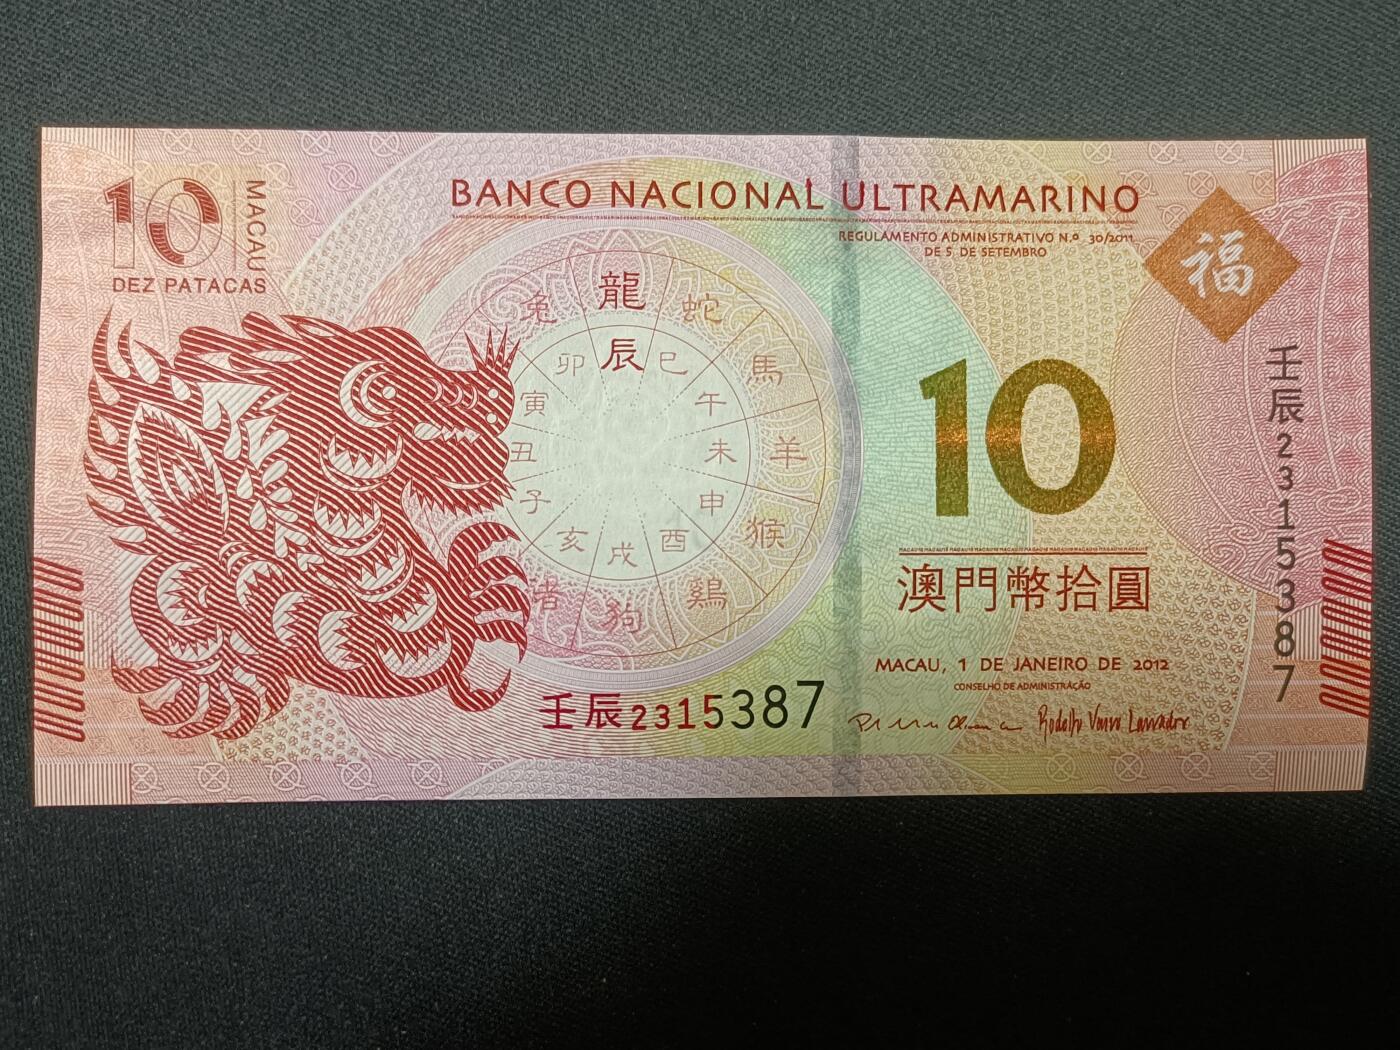 10
MACAU
DEZ PATACAS
BANCO NACIONAL ULTRAMARINO
REGULAMENTO ADMINISTRATIVO N.º 30/2011
DE 5 DE SETEMBRO
福
龍
蛇
馬
羊
猴
鷄
狗
兔
辰
巳
午
未
申
酉
戌
亥
子
丑
寅
卯
10
澳門幣拾圓
MACAU, 1 DE JANEIRO DE 2012
CONSELHO DE ADMINISTRAÇÃO
壬辰2315387
壬辰2315387